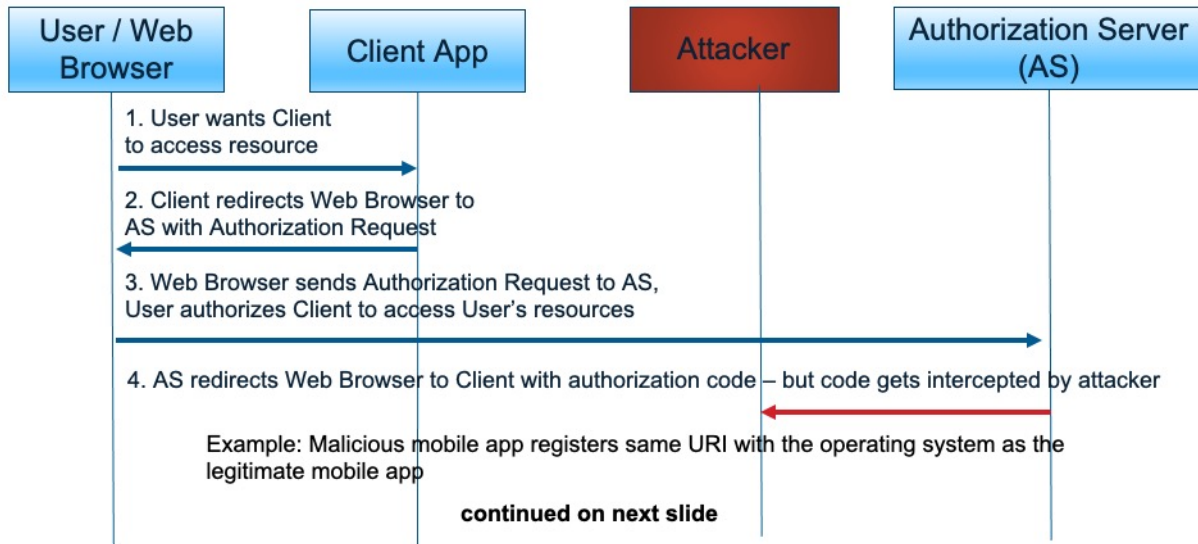 User / Web
Browser
Client App
Attacker
Authorization Server
(AS)
1. User wants Client
to access resource
2. Client redirects Web Browser to
AS with Authorization Request
3. Web Browser sends Authorization Request to AS,
User authorizes Client to access User’s resources
4. AS redirects Web Browser to Client with authorization code – but code gets intercepted by attacker
Example: Malicious mobile app registers same URI with the operating system as the
legitimate mobile app
continued on next slide